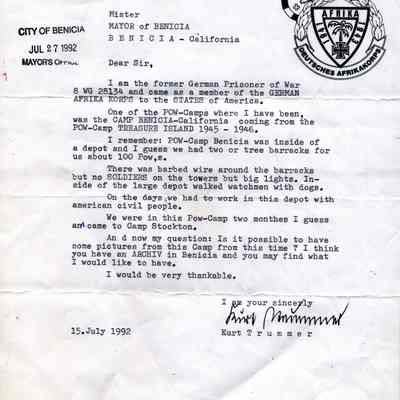 Mister
MAYOR of BENICIA
B E N I C I A - California
CITY OF BENICIA
JUL 27 1992
MAYOR'S OFFICE
AFRIKA
DEUTSCHES AFRIKAKORPS
Dear Sir,
I am the former German Prisoner of War
8 WG 28134 and came as a member of the GERMAN
AFRIKA KORPS to the STATES of America.
One of the POW-Camps where I have been,
was the CAMP BENICIA-California coming from the
POW-Camp TREASURE ISLAND 1945 - 1946.
I remember: POW-Camp Benicia was inside of
a depot and I guess we had two or tree barrocks for
us about 100 Pow,s.
There was barbed wire around the barrocks
but no SOLDIERS on the towers but big lights. In-
side of the large depot walked watchmen with dogs.
On the days we had to work in this depot with
american civil people.
We were in this Pow-Camp two monthes I guess
an came to Camp Stockton.
An d now my question: Is it possible to have
some pictures from this Camp from this time ? I think
you have an ARCHIV in Benicia and you may find what
I would like to have.
I would be very thankable.
I am your sincerly
Kurt Trummer
15.July 1992
Kurt T r u m m e r